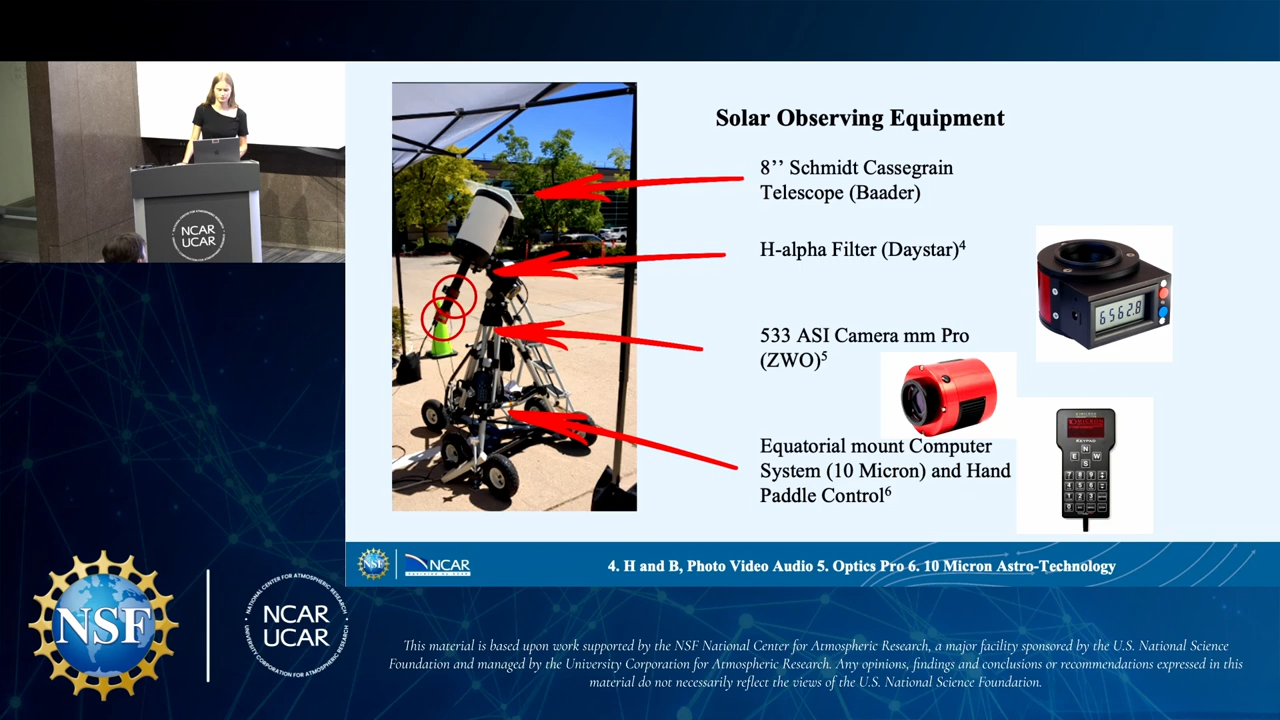 Solar Observing Equipment
8’’ Schmidt Cassegrain
Telescope (Baader)
H-alpha Filter (Daystar)4
6562.8
533 ASI Camera mm Pro
(ZWO)5
Equatorial mount Computer
System (10 Micron) and Hand
Paddle Control6
KEYPAD
N
E W
S
NCAR
UCAR
NSF
NCAR
4. H and B, Photo Video Audio 5. Optics Pro 6. 10 Micron Astro-Technology
NSF
NATIONAL CENTER FOR ATMOSPHERIC RESEARCH
NCAR
UCAR
UNIVERSITY CORPORATION FOR ATMOSPHERIC RESEARCH
This material is based upon work supported by the NSF National Center for Atmospheric Research, a major facility sponsored by the U.S. National Science
Foundation and managed by the University Corporation for Atmospheric Research. Any opinions, findings and conclusions or recommendations expressed in this
material do not necessarily reflect the views of the U.S. National Science Foundation.